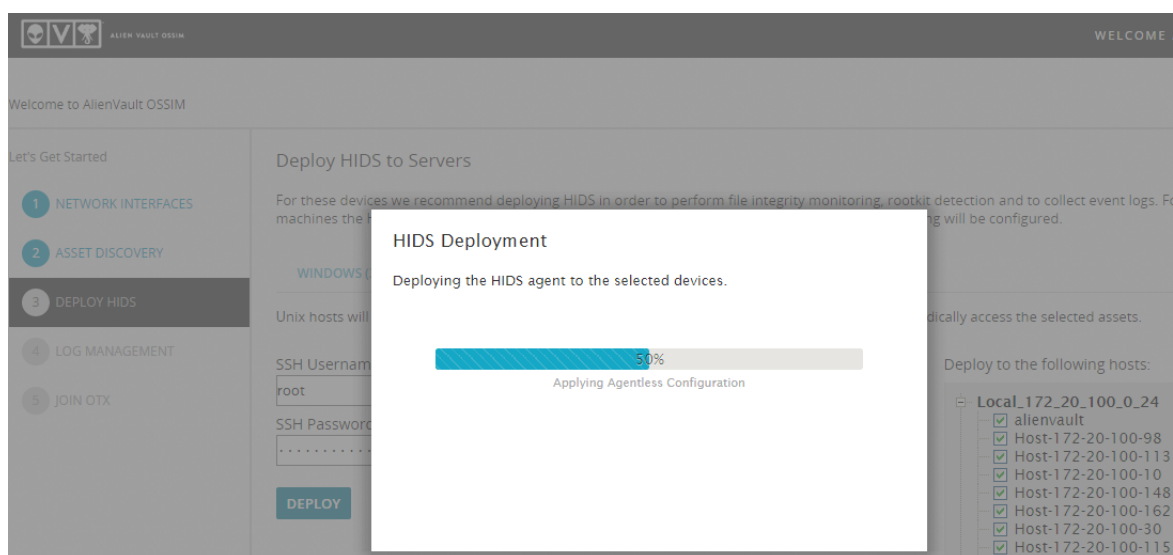 ALIEN VAULT OSSIM
WELCOME
Welcome to AlienVault OSSIM
Let's Get Started
1 NETWORK INTERFACES
2 ASSET DISCOVERY
3 DEPLOY HIDS
4 LOG MANAGEMENT
5 JOIN OTX
Deploy HIDS to Servers
For these devices we recommend deploying HIDS in order to perform file integrity monitoring, rootkit detection and to collect event logs.
machines the
will be configured.
WINDOWS
Unix hosts will
access the selected assets.
SSH Usernam
root
SSH Password
DEPLOY
HIDS Deployment
Deploying the HIDS agent to the selected devices.
50%
Applying Agentless Configuration
Deploy to the following hosts:
Local_172_20_100_0_24
alienvault
Host-172-20-100-98
Host-172-20-100-113
Host-172-20-100-10
Host-172-20-100-148
Host-172-20-100-162
Host-172-20-100-30
Host-172-20-100-115